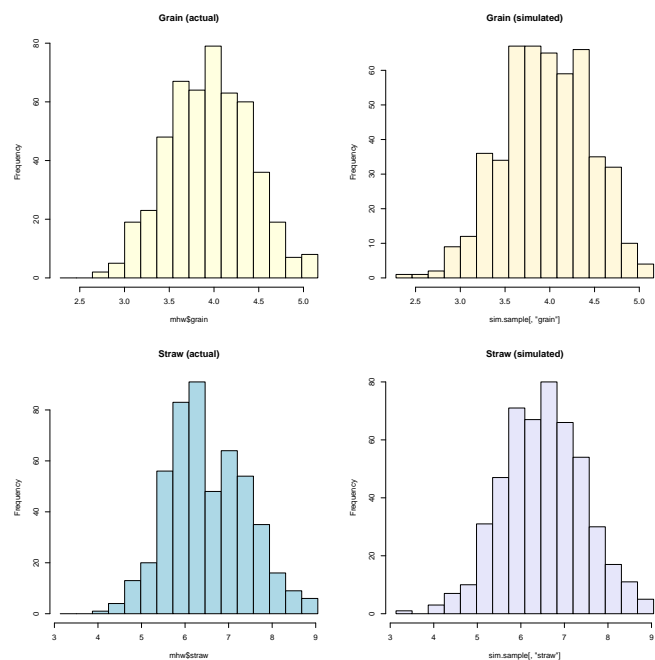 Grain (actual)
Frequency
0 20 40 60 80
2.5 3.0 3.5 4.0 4.5 5.0
mhw$grain
Grain (simulated)
Frequency
0 10 20 30 40 50 60
2.5 3.0 3.5 4.0 4.5 5.0
sim.sample[, "grain"]
Straw (actual)
Frequency
0 20 40 60 80
3 4 5 6 7 8 9
mhw$straw
Straw (simulated)
Frequency
0 20 40 60 80
3 4 5 6 7 8 9
sim.sample[, "straw"]